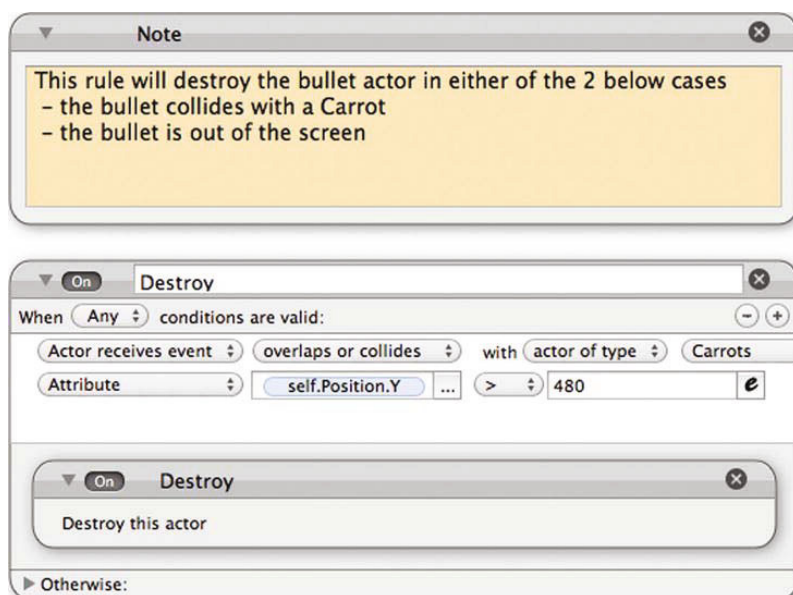 Note
This rule will destroy the bullet actor in either of the 2 below cases
– the bullet collides with a Carrot
– the bullet is out of the screen
On Destroy
When Any conditions are valid:
Actor receives event overlaps or collides with actor of type Carrots
Attribute self.Position.Y ... > 480 e
On Destroy
Destroy this actor
Otherwise: